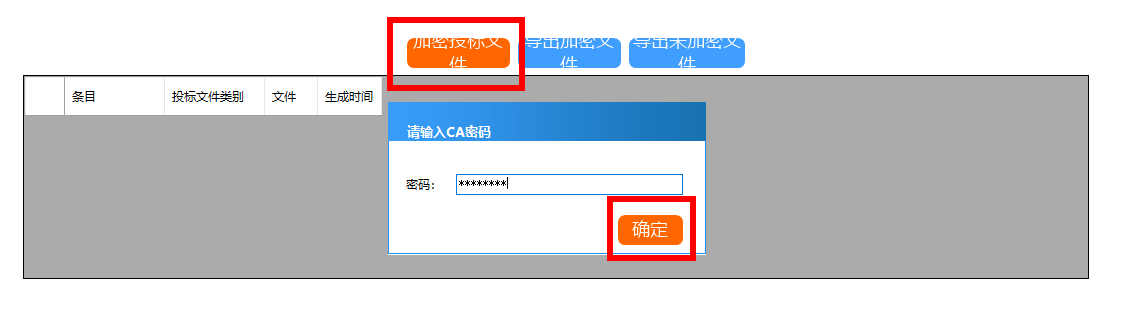 加密投标文
件
导出加密文
件
导出未加密文
件
条目
投标文件类别
文件
生成时间
请输入CA密码
密码：
********
确定